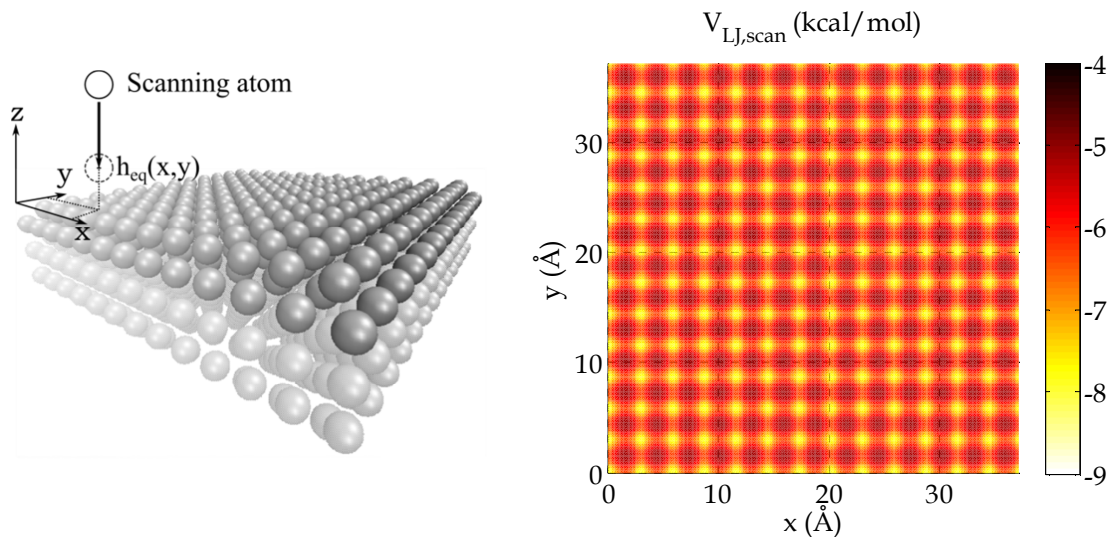 Scanning atom
z
h_eq(x,y)
y
x
V_LJ,scan (kcal/mol)
30
20
10
0
y (Å)
0 10 20 30
x (Å)
-4
-5
-6
-7
-8
-9